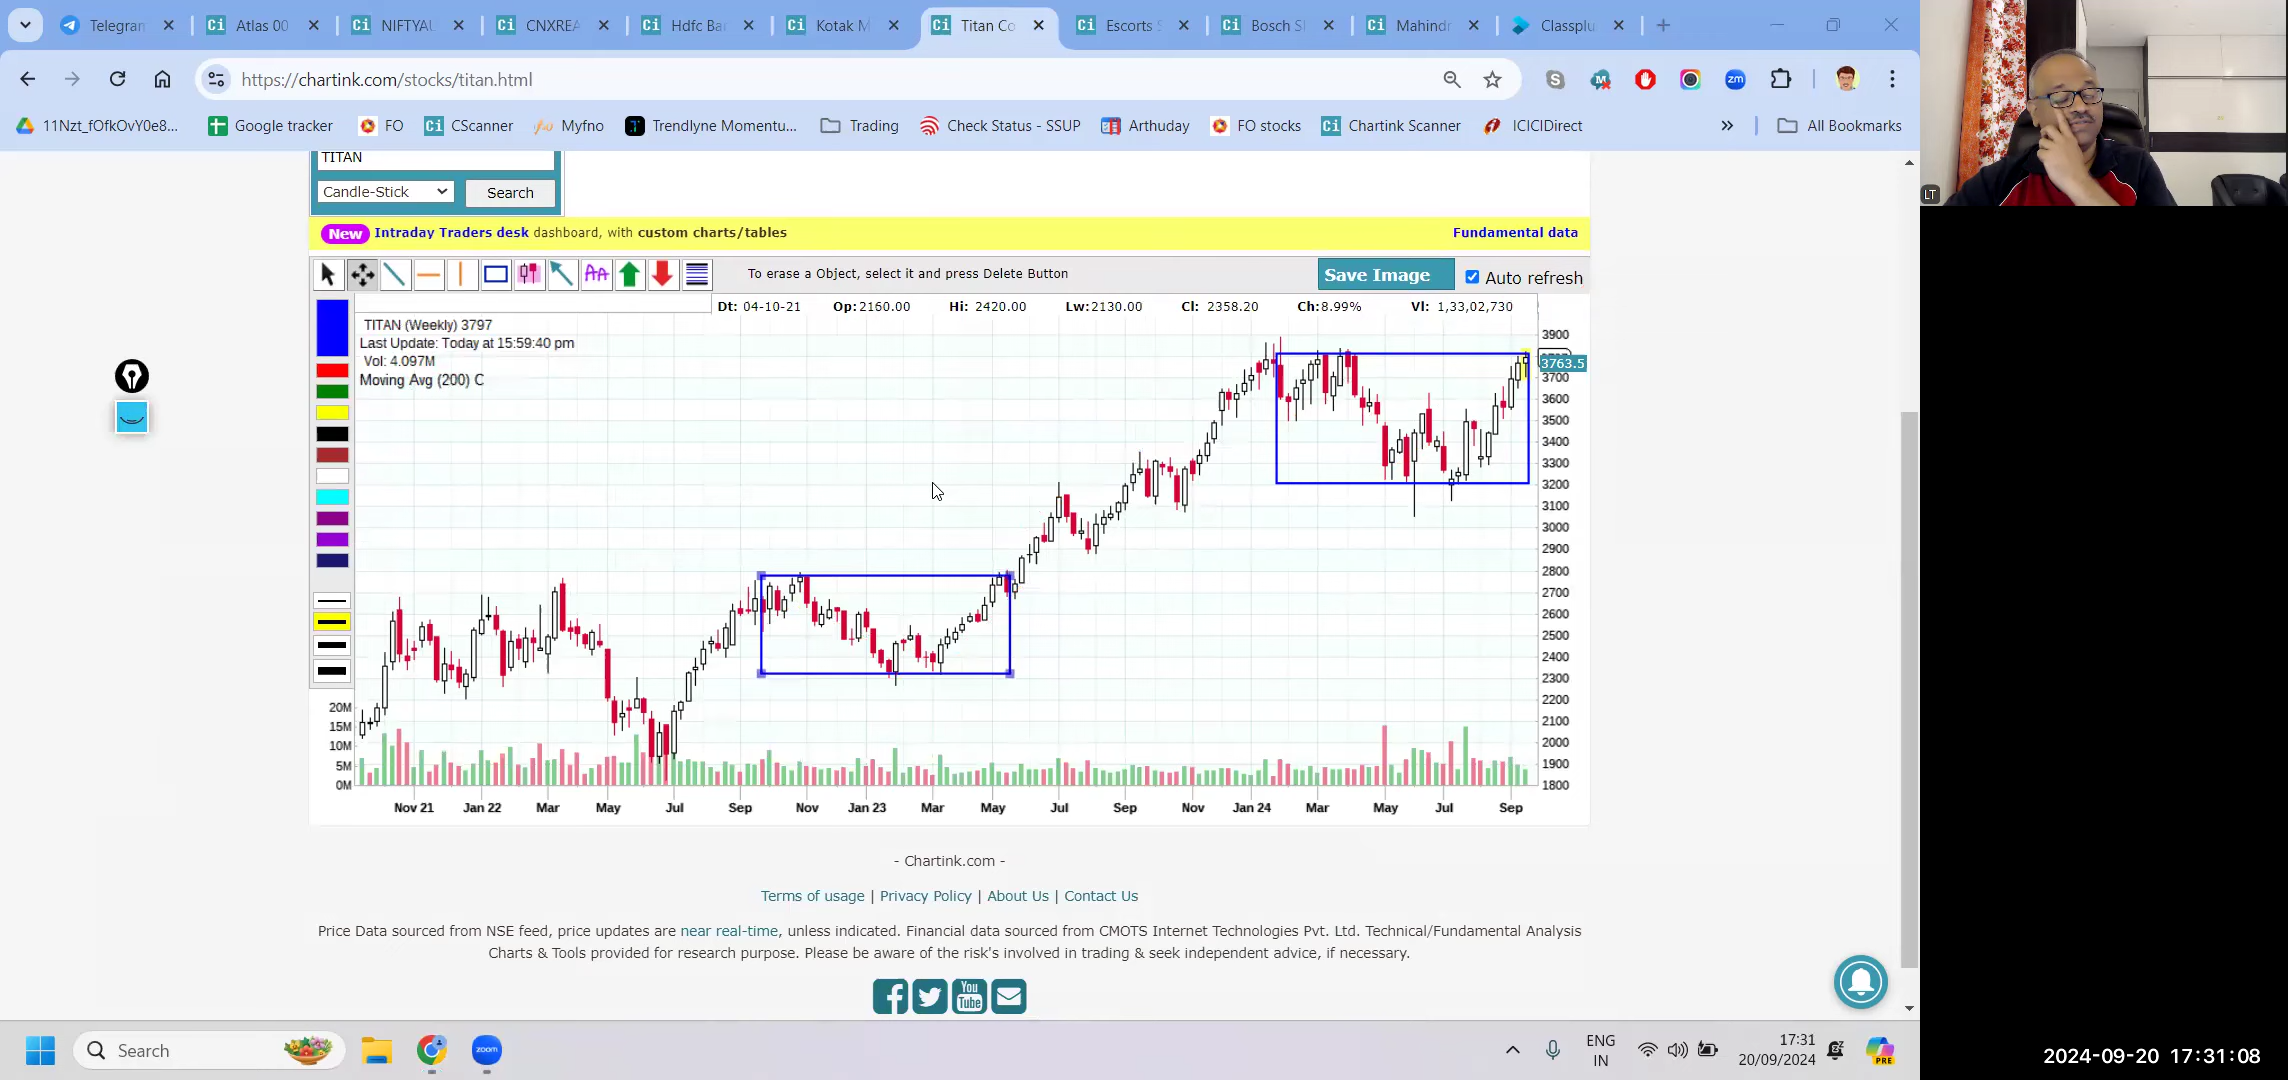 Telegram
Atlas 00
NIFTYAU
CNXREA
Hdfc Ban
Kotak M
Titan Co
Escorts S
Bosch Sh
Mahindr
Classplu
https://chartink.com/stocks/titan.html
11Nzt_fOfkOvY0e8...
Google tracker
FO
CScanner
Myfno
Trendlyne Momentu...
Trading
Check Status - SSUP
Arthuday
FO stocks
Chartink Scanner
ICICIDirect
All Bookmarks
LT
TITAN
Candle-Stick
Search
New Intraday Traders desk dashboard, with custom charts/tables
Fundamental data
To erase a Object, select it and press Delete Button
Save Image
Auto refresh
Dt: 04-10-21 Op:2160.00 Hi: 2420.00 Lw:2130.00 Cl: 2358.20 Ch:8.99% Vl: 1,33,02,730
TITAN (Weekly) 3797
Last Update: Today at 15:59:40 pm
Vol: 4.097M
Moving Avg (200) C
3900
3763.5
3700
3600
3500
3400
3300
3200
3100
3000
2900
2800
2700
2600
2500
2400
2300
2200
2100
2000
1900
1800
20M
15M
10M
5M
0M
Nov 21 Jan 22 Mar May Jul Sep Nov Jan 23 Mar May Jul Sep Nov Jan 24 Mar May Jul Sep
- Chartink.com -
Terms of usage | Privacy Policy | About Us | Contact Us
Price Data sourced from NSE feed, price updates are near real-time, unless indicated. Financial data sourced from CMOTS Internet Technologies Pvt. Ltd. Technical/Fundamental Analysis
Charts & Tools provided for research purpose. Please be aware of the risk's involved in trading & seek independent advice, if necessary.
You
Tube
Search
zoom
ENG
IN
17:31
20/09/2024
PRE
2024-09-20 17:31:08